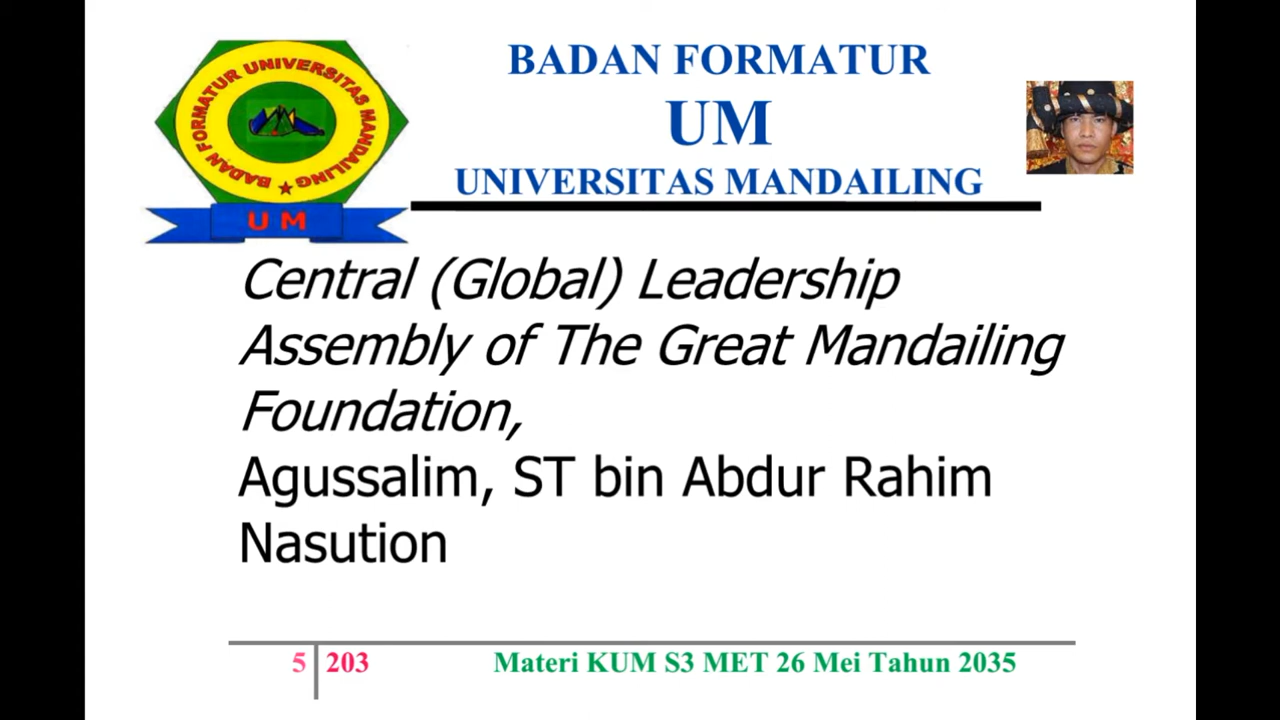 BADAN FORMATUR UNIVERSITAS MANDAILING
UM
BADAN FORMATUR
UM
UNIVERSITAS MANDAILING
Central (Global) Leadership
Assembly of The Great Mandailing
Foundation,
Agussalim, ST bin Abdur Rahim
Nasution
5 203
Materi KUM S3 MET 26 Mei Tahun 2035